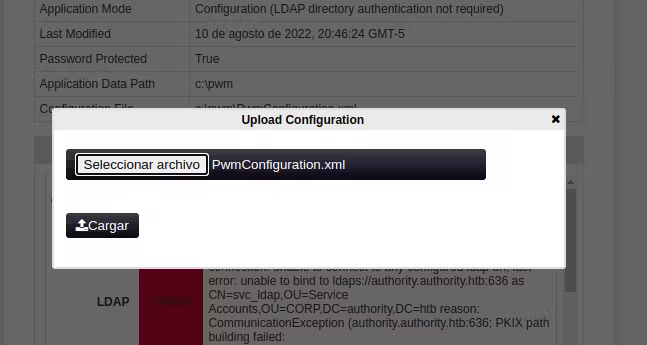 Application Mode Configuration (LDAP directory authentication not required)
Last Modified 10 de agosto de 2022, 20:46:24 GMT-5
Password Protected True
Application Data Path c:\pwm
Configuration File c:\pwm\PwmConfiguration.xml
Upload Configuration ✖
Seleccionar archivo PwmConfiguration.xml
Cargar
connection: unable to connect to any configured ldap url, last
error: unable to bind to ldaps://authority.authority.htb:636 as
CN=svc_ldap,OU=Service
LDAP
Accounts,OU=CORP,DC=authority,DC=htb reason:
CommunicationException (authority.authority.htb:636; PKIX path
building failed: